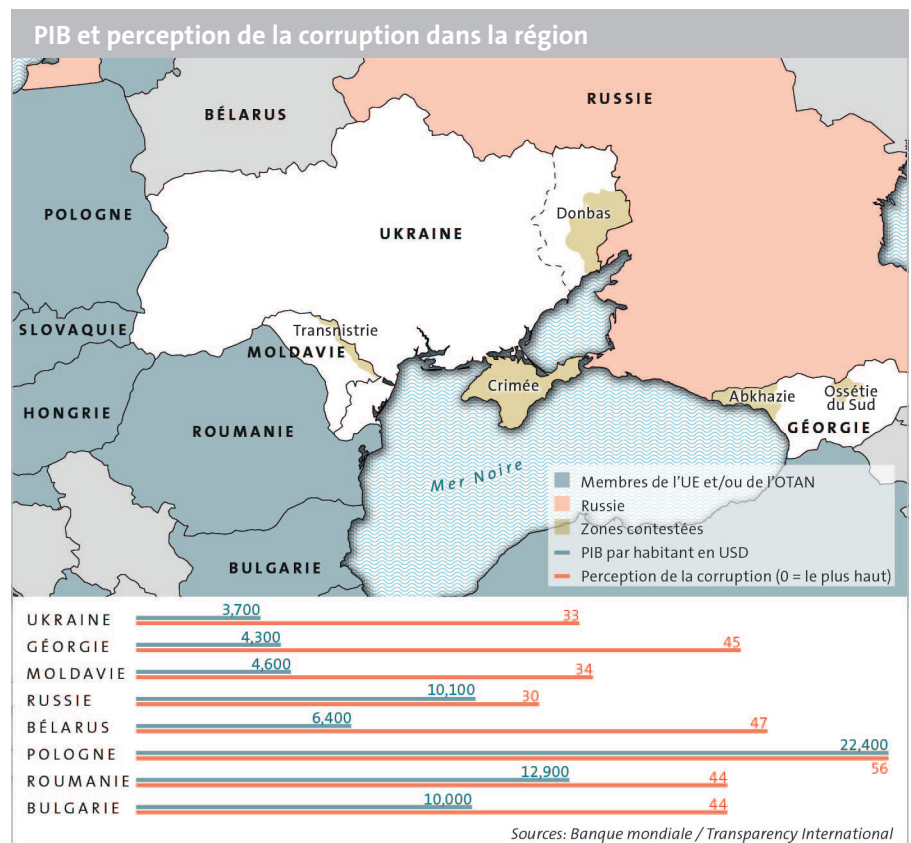 PIB et perception de la corruption dans la région
RUSSIE
BÉLARUS
Donbas
POLOGNE
UKRAINE
SLOVAQUIE
Transnistrie
MOLDAVIE
Crimée
Abkhazie
Ossétie
du Sud
HONGRIE
GÉORGIE
ROUMANIE
Mer Noire
BULGARIE
Membres de l'UE et/ou de l'OTAN
Russie
Zones contestées
PIB par habitant en USD
Perception de la corruption (0 = le plus haut)
UKRAINE 3,700 33
GÉORGIE 4,300 45
MOLDAVIE 4,600 34
RUSSIE 10,100 30
BÉLARUS 6,400 47
POLOGNE 22,400 56
ROUMANIE 12,900 44
BULGARIE 10,000 44
Sources: Banque mondiale / Transparency International